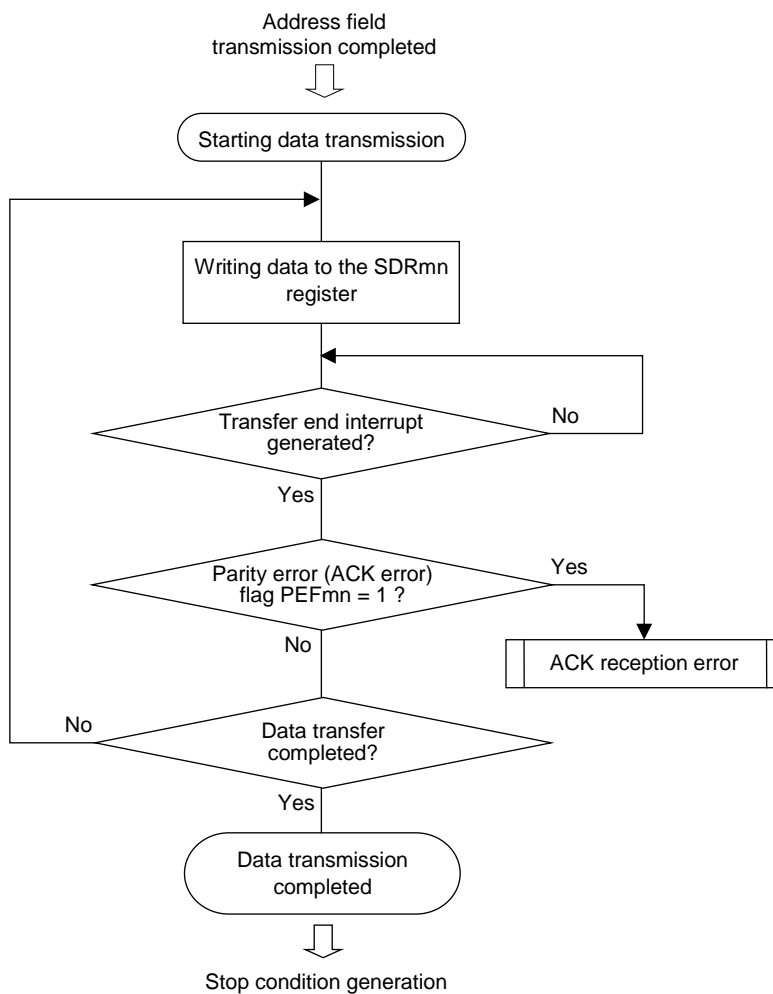 Address field
transmission completed
Starting data transmission
Writing data to the SDRmn
register
Transfer end interrupt
generated?
No
Yes
Parity error (ACK error)
flag PEFmn = 1 ?
Yes
No
ACK reception error
No
Data transfer
completed?
Yes
Data transmission
completed
Stop condition generation